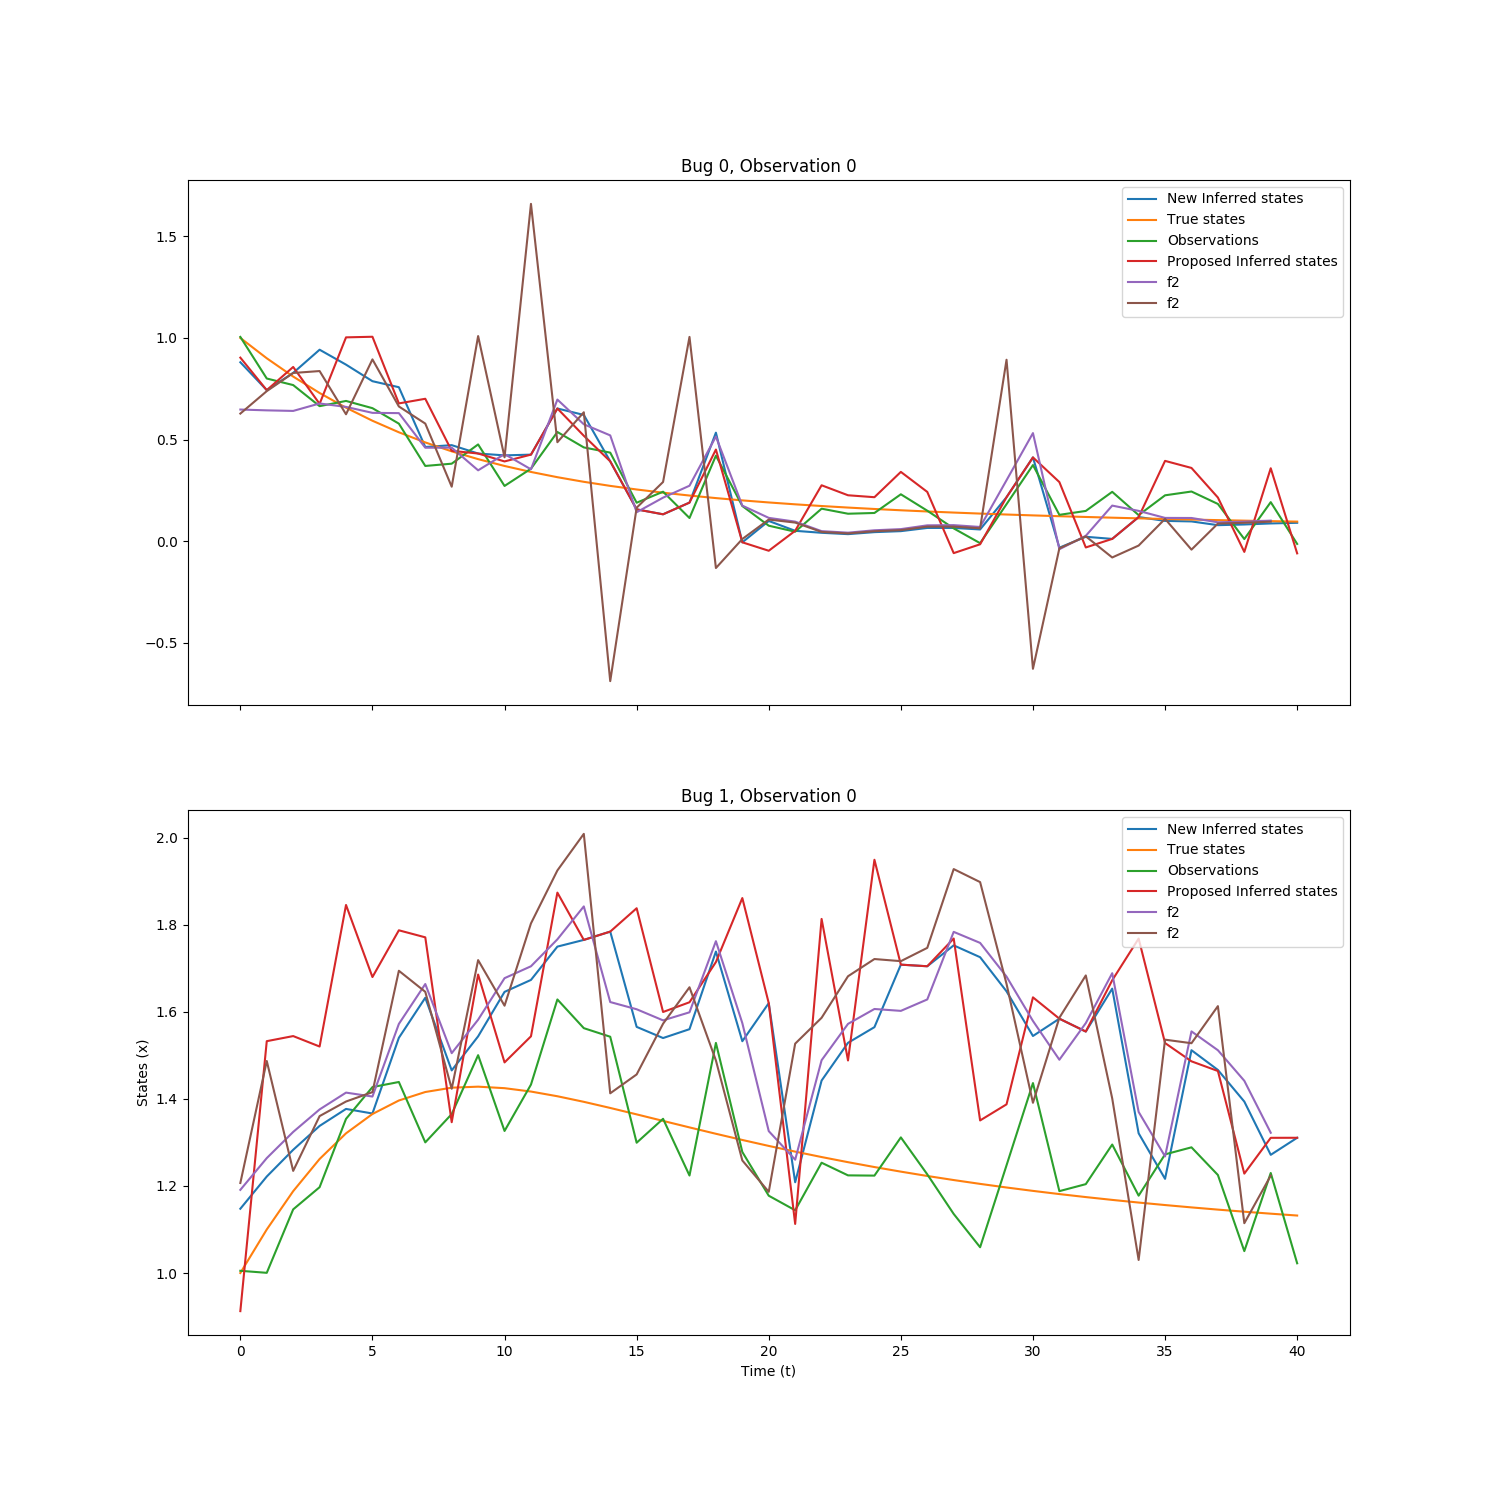 Bug 0, Observation 0
New Inferred states
True states
Observations
Proposed Inferred states
f2
f2
1.5
1.0
0.5
0.0
−0.5
Bug 1, Observation 0
New Inferred states
True states
Observations
Proposed Inferred states
f2
f2
States (x)
2.0
1.8
1.6
1.4
1.2
1.0
0 5 10 15 20 25 30 35 40
Time (t)